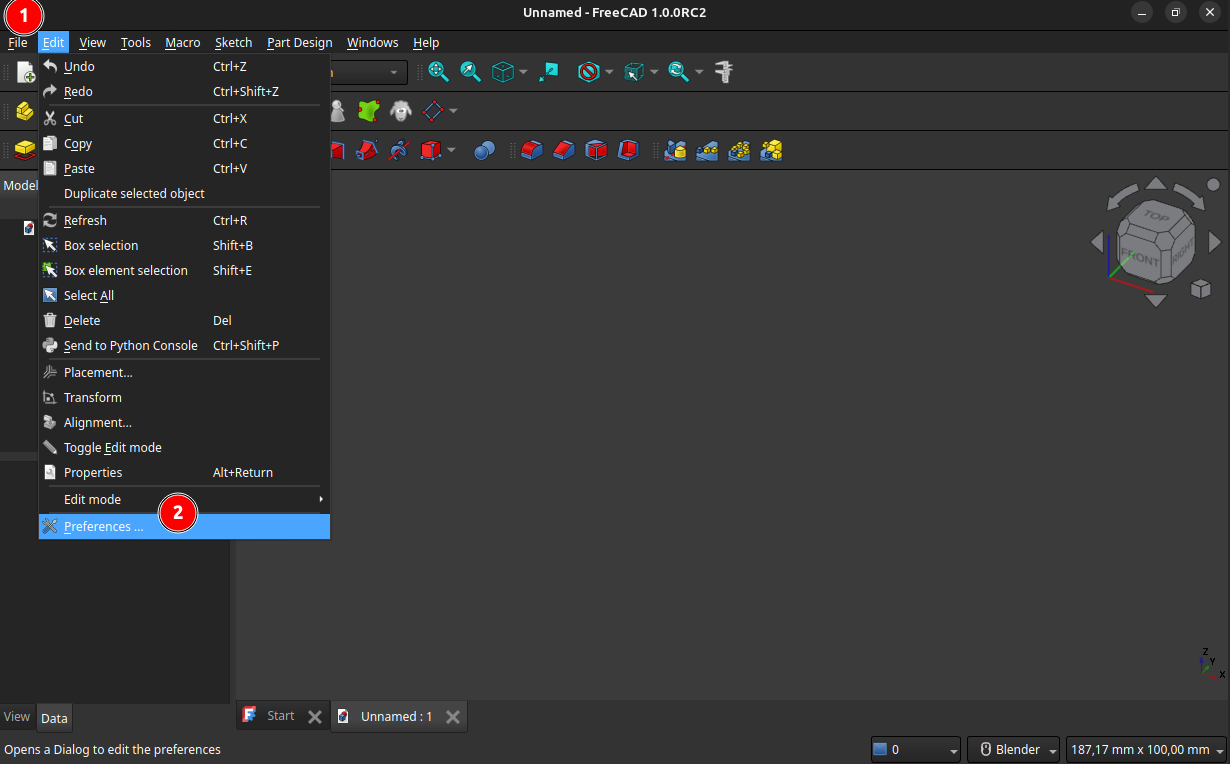 1
Unnamed - FreeCAD 1.0.0RC2
File Edit View Tools Macro Sketch Part Design Windows Help
Undo Ctrl+Z
Redo Ctrl+Shift+Z
Cut Ctrl+X
Copy Ctrl+C
Paste Ctrl+V
Duplicate selected object
Model
Refresh Ctrl+R
Box selection Shift+B
Box element selection Shift+E
Select All
Delete Del
Send to Python Console Ctrl+Shift+P
Placement...
Transform
Alignment...
Toggle Edit mode
Properties Alt+Return
Edit mode
2
Preferences ...
TOP
FRONT
RIGHT
Z
Y
X
View Data
Start
Unnamed : 1
Opens a Dialog to edit the preferences
0
Blender
187,17 mm x 100,00 mm